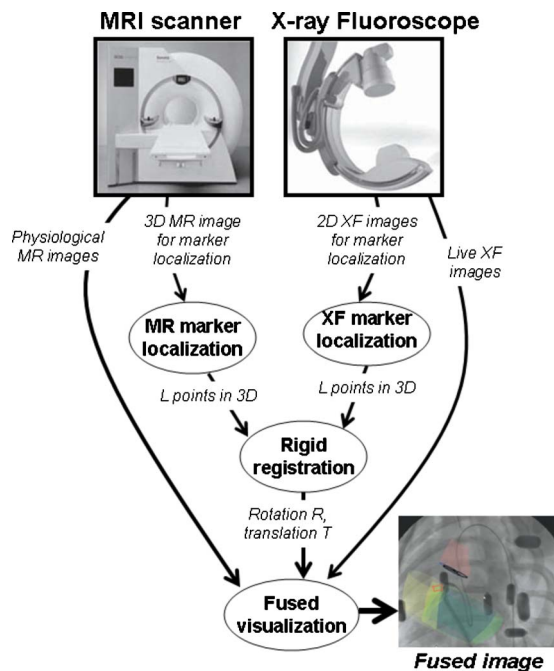 MRI scanner
X-ray Fluoroscope
Physiological
MR images
3D MR image
for marker
localization
2D XF images
for marker
localization
Live XF
images
MR marker
localization
XF marker
localization
L points in 3D
L points in 3D
Rigid
registration
Rotation R,
translation T
Fused
visualization
Fused image